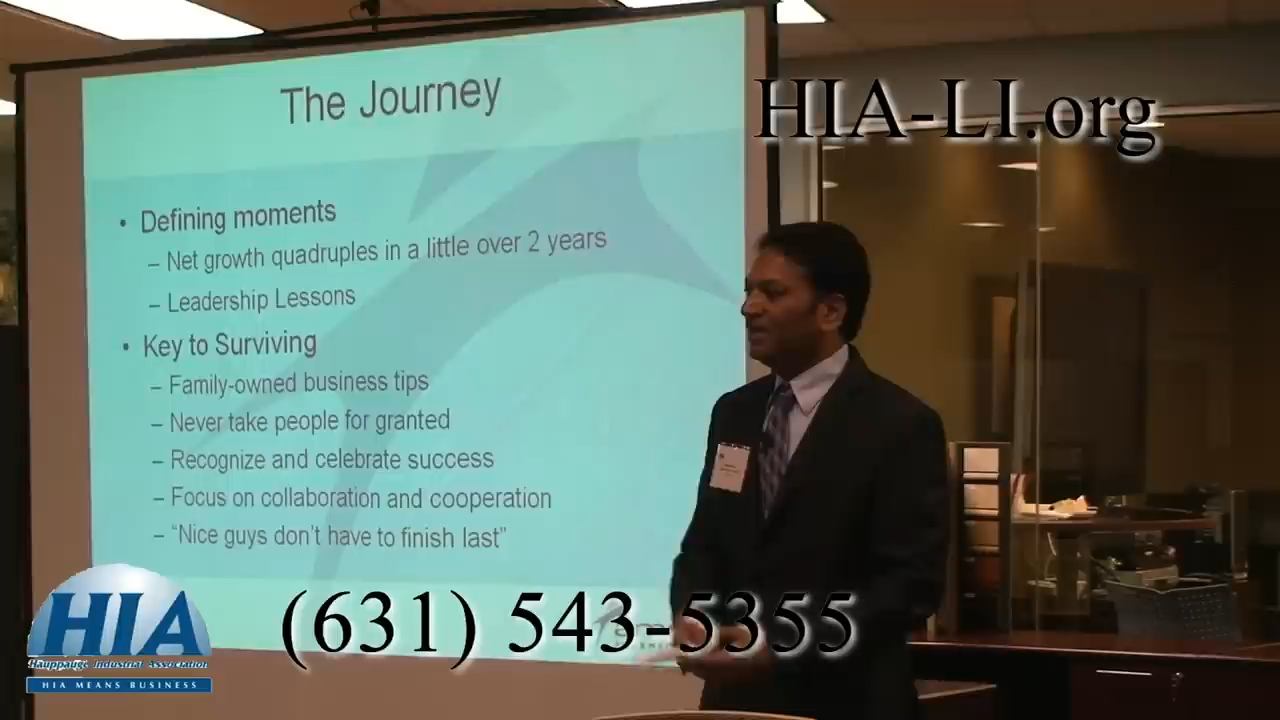 The Journey
HIA-LI.org
• Defining moments
– Net growth quadruples in a little over 2 years
– Leadership Lessons
• Key to Surviving
– Family-owned business tips
– Never take people for granted
– Recognize and celebrate success
– Focus on collaboration and cooperation
– “Nice guys don’t have to finish last”
(631) 543-5355
HIA
Hauppauge Industrial Association
HIA MEANS BUSINESS